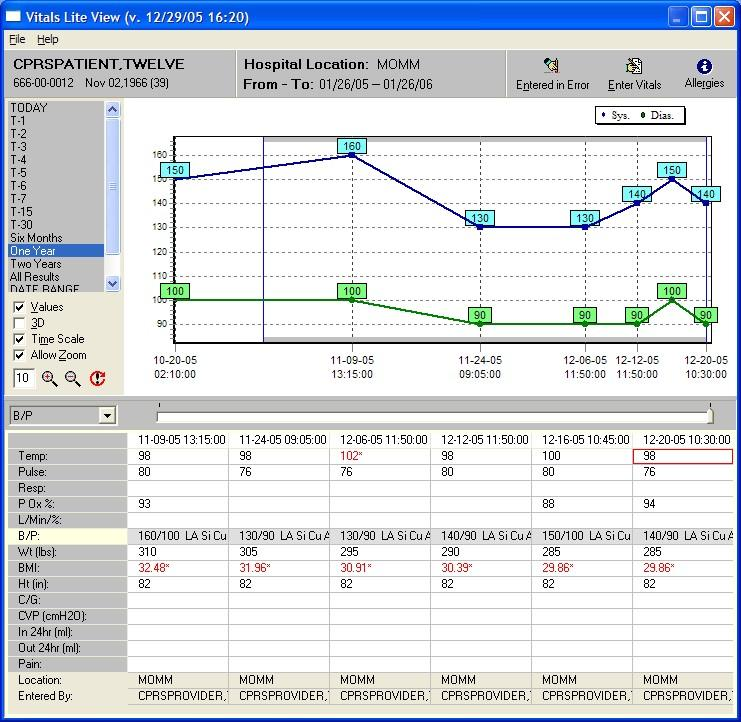 Vitals Lite View (v. 12/29/05 16:20)
File Help
CPRSPATIENT,TWELVE
666-00-0012 Nov 02,1966 (39)
Hospital Location: MOMM
From - To: 01/26/05 -- 01/26/06
Entered in Error
Enter Vitals
Allergies
TODAY
T-1
T-2
T-3
T-4
T-5
T-6
T-7
T-15
T-30
Six Months
One Year
Two Years
All Results
DATE RANGE
Values
3D
Time Scale
Allow Zoom
10
Sys. Dias.
160
150
140
130
120
110
100
90
150 160 130 130 140 150 140
100 100 90 90 90 100 90
10-20-05 11-09-05 11-24-05 12-06-05 12-12-05 12-20-05
02:10:00 13:15:00 09:05:00 11:50:00 11:50:00 10:30:00
B/P
11-09-05 13:15:00 11-24-05 09:05:00 12-06-05 11:50:00 12-12-05 11:50:00 12-16-05 10:45:00 12-20-05 10:30:00
Temp: 98 98 102* 98 100 98
Pulse: 80 76 76 80 80 76
Resp:
P Ox %: 93 88 94
L/Min/%:
B/P: 160/100 LA Si Cu 130/90 LA Si Cu A 130/90 LA Si Cu A 140/90 LA Si Cu A 150/100 LA Si Cu 140/90 LA Si Cu A
Wt (lbs): 310 305 295 290 285 285
BMI: 32.48* 31.96* 30.91* 30.39* 29.86* 29.86*
Ht (in): 82 82 82 82 82 82
C/G:
CVP (cmH2O):
In 24hr (ml):
Out 24hr (ml):
Pain:
Location: MOMM MOMM MOMM MOMM MOMM MOMM
Entered By: CPRSPROVIDER, CPRSPROVIDER, CPRSPROVIDER, CPRSPROVIDER, CPRSPROVIDER, CPRSPROVIDER,